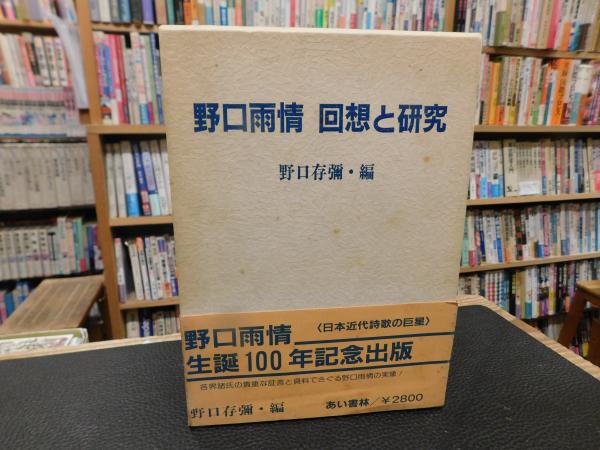 野口雨情 回想と研究
野口存彌・編
野口雨情
〈日本近代詩歌の巨星〉
生誕100年記念出版
各界諸氏の貴重な証言と資料でさぐる野口雨情の実像!
野口存彌・編
あい書林/¥2800